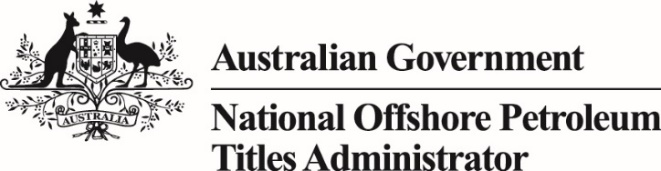 Australian Government
National Offshore Petroleum
Titles Administrator
AUSTRALIA